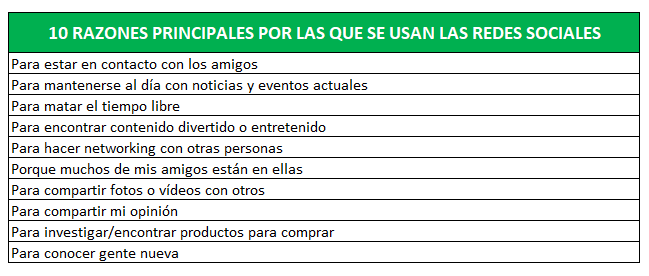 10 RAZONES PRINCIPALES POR LAS QUE SE USAN LAS REDES SOCIALES
Para estar en contacto con los amigos
Para mantenerse al día con noticias y eventos actuales
Para matar el tiempo libre
Para encontrar contenido divertido o entretenido
Para hacer networking con otras personas
Porque muchos de mis amigos están en ellas
Para compartir fotos o vídeos con otros
Para compartir mi opinión
Para investigar/encontrar productos para comprar
Para conocer gente nueva